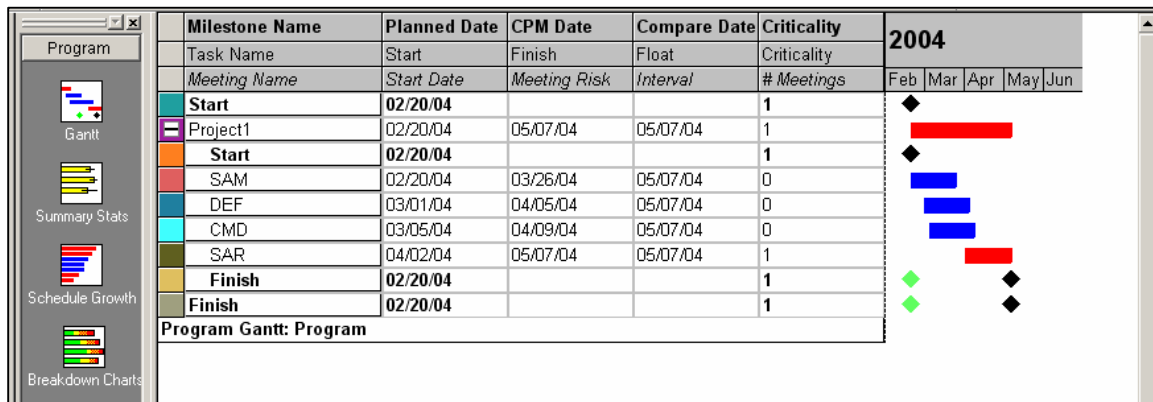 Program
Gantt
Summary Stats
Schedule Growth
Breakdown Charts
Milestone Name Planned Date CPM Date Compare Date Criticality 2004
Task Name Start Finish Float Criticality
Meeting Name Start Date Meeting Risk Interval # Meetings Feb Mar Apr May Jun
Start 02/20/04 1
Project1 02/20/04 05/07/04 05/07/04 1
Start 02/20/04 1
SAM 02/20/04 03/26/04 05/07/04 0
DEF 03/01/04 04/05/04 05/07/04 0
CMD 03/05/04 04/09/04 05/07/04 0
SAR 04/02/04 05/07/04 05/07/04 1
Finish 02/20/04 1
Finish 02/20/04 1
Program Gantt: Program